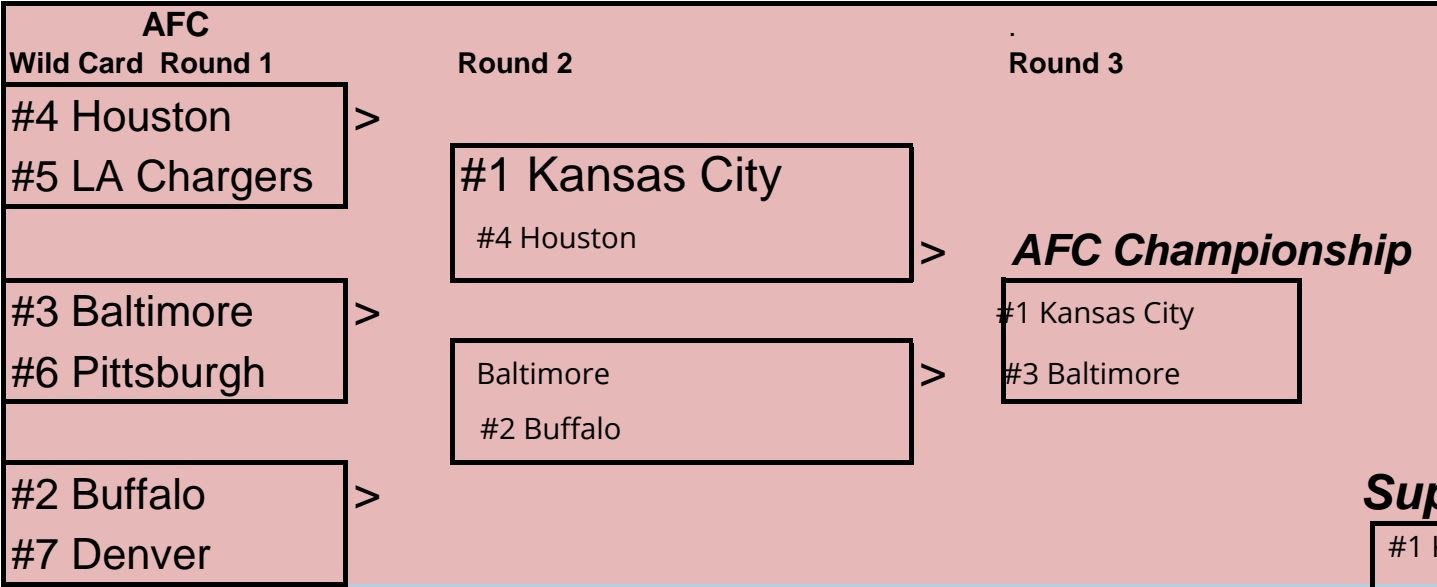 AFC
.
Wild Card Round 1
Round 2
Round 3
#4 Houston
>
#5 LA Chargers
#1 Kansas City
#4 Houston
>
AFC Championship
#3 Baltimore
>
#1 Kansas City
#6 Pittsburgh
Baltimore
>
#3 Baltimore
#2 Buffalo
#2 Buffalo
>
#7 Denver
#1